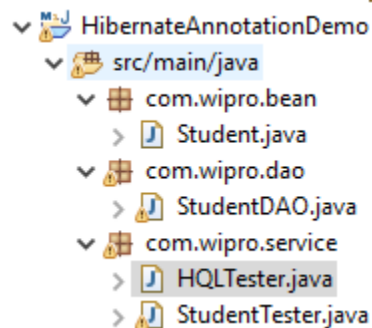 HibernateAnnotationDemo
src/main/java
com.wipro.bean
Student.java
com.wipro.dao
StudentDAO.java
com.wipro.service
HQLTester.java
StudentTester.java